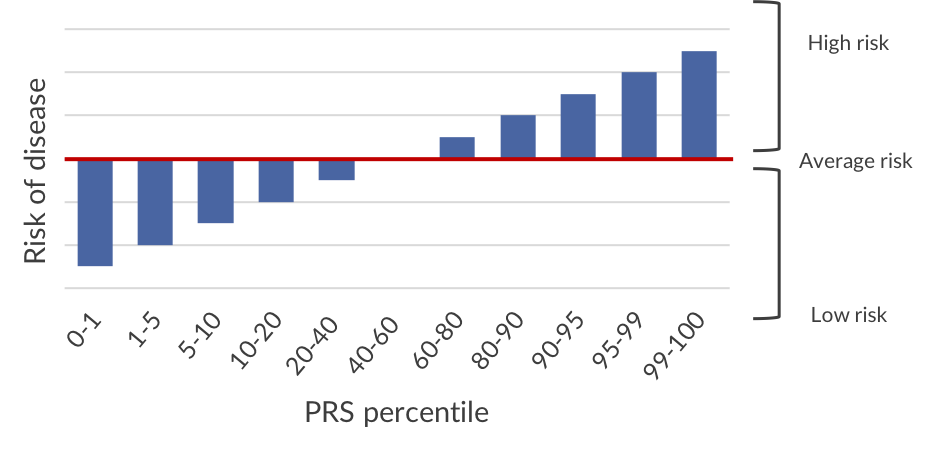 High risk
Average risk
Low risk
Risk of disease
0-1
1-5
5-10
10-20
20-40
40-60
60-80
80-90
90-95
95-99
99-100
PRS percentile